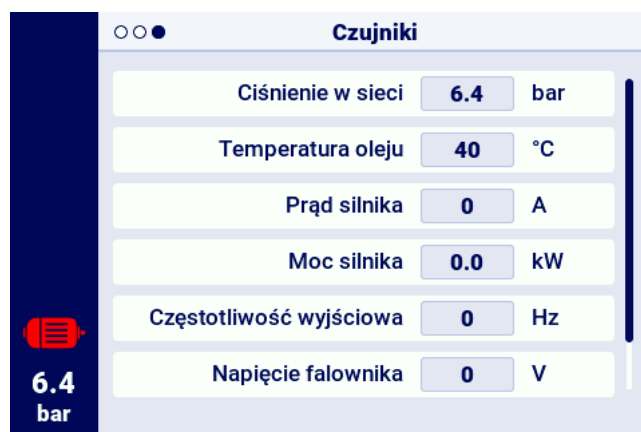 Czujniki
Ciśnienie w sieci 6.4 bar
Temperatura oleju 40 °C
Prąd silnika 0 A
Moc silnika 0.0 kW
Częstotliwość wyjściowa 0 Hz
Napięcie falownika 0 V
6.4
bar